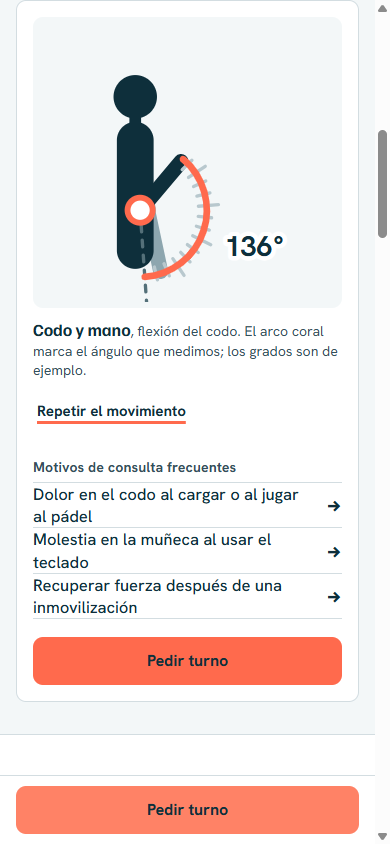 136°
Codo y mano, flexión del codo. El arco coral
marca el ángulo que medimos; los grados son de
ejemplo.
Repetir el movimiento
Motivos de consulta frecuentes
Dolor en el codo al cargar o al jugar
al pádel
Molestia en la muñeca al usar el
teclado
Recuperar fuerza después de una
inmovilización
Pedir turno
Pedir turno